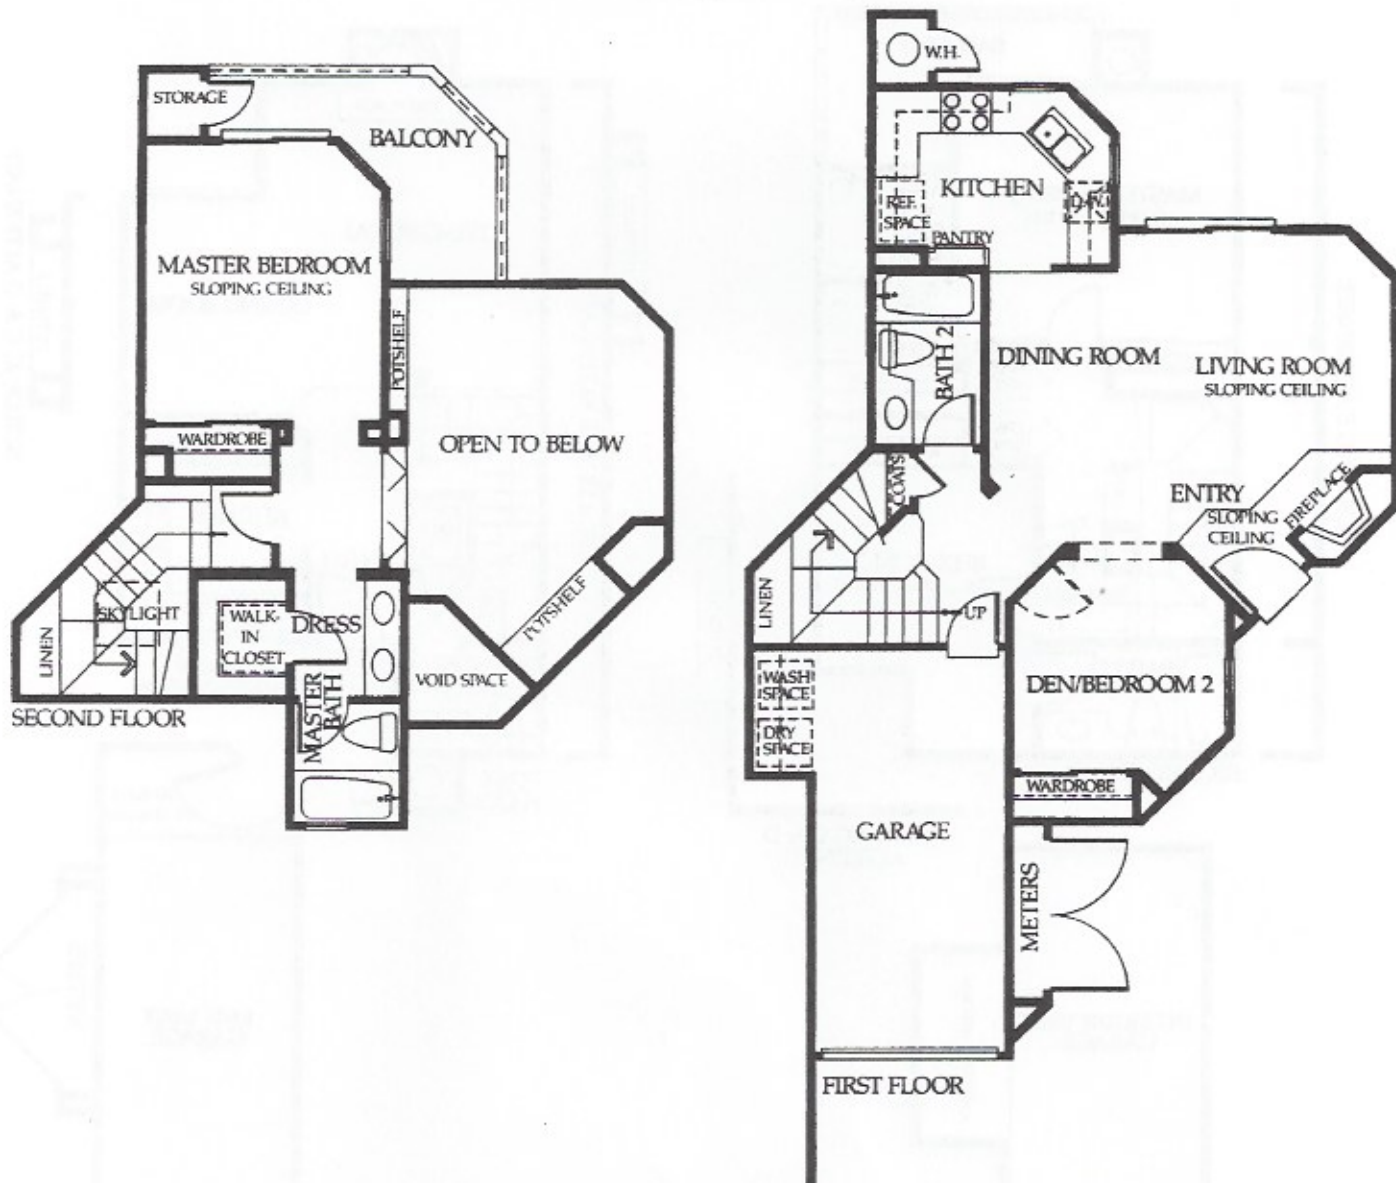 STORAGE
BALCONY
MASTER BEDROOM
SLOPING CEILING
POTSHELF
WARDROBE
OPEN TO BELOW
SKYLIGHT
LINEN
WALK-
IN
CLOSET
DRESS
MASTER
BATH
POTSHELF
VOID SPACE
SECOND FLOOR
W.H.
KITCHEN
REF.
SPACE
D.W.
PANTRY
BATH 2
DINING ROOM
LIVING ROOM
SLOPING CEILING
COATS
ENTRY
SLOPING
CEILING
FIREPLACE
LINEN
UP
WASH
SPACE
DRY
SPACE
DEN/BEDROOM 2
WARDROBE
GARAGE
METERS
FIRST FLOOR